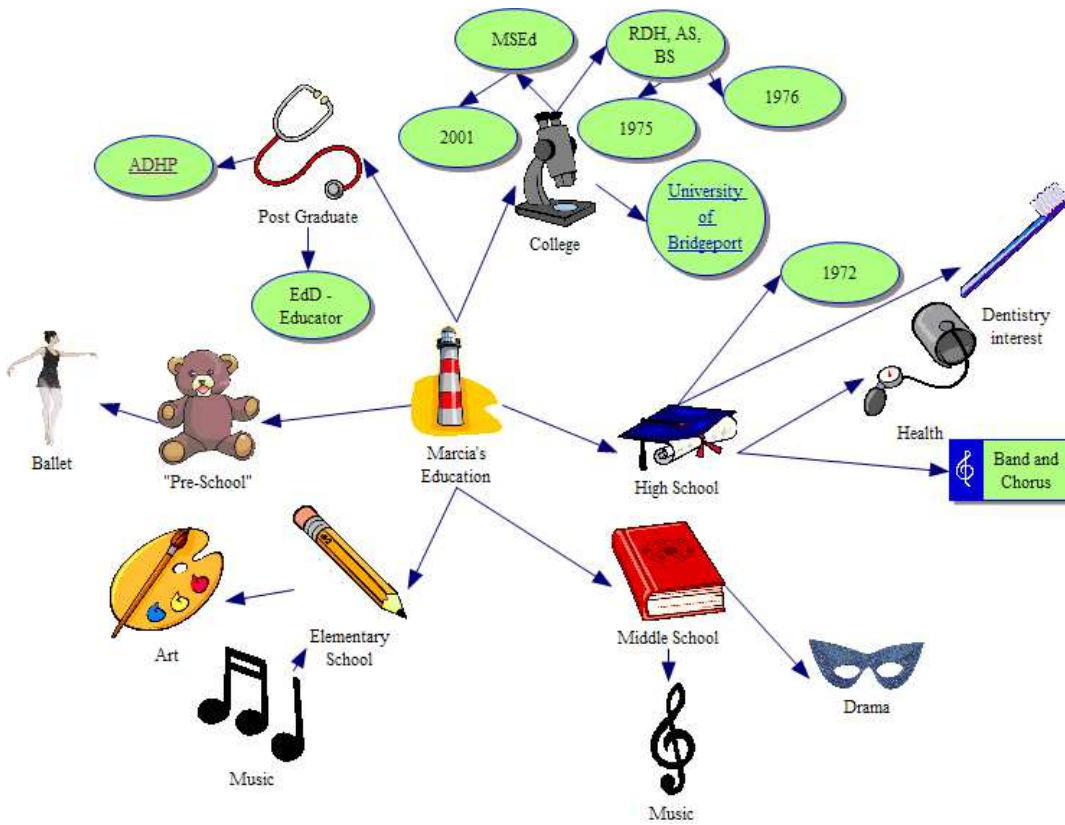 MSEd
RDH, AS,
BS
1976
2001
1975
ADHP
University
of
Bridgeport
Post Graduate
College
1972
EdD -
Educator
Dentistry
interest
Health
Ballet
"Pre-School"
Marcia's
Education
High School
Band and
Chorus
#2
Elementary
School
Middle School
Art
Drama
Music
Music